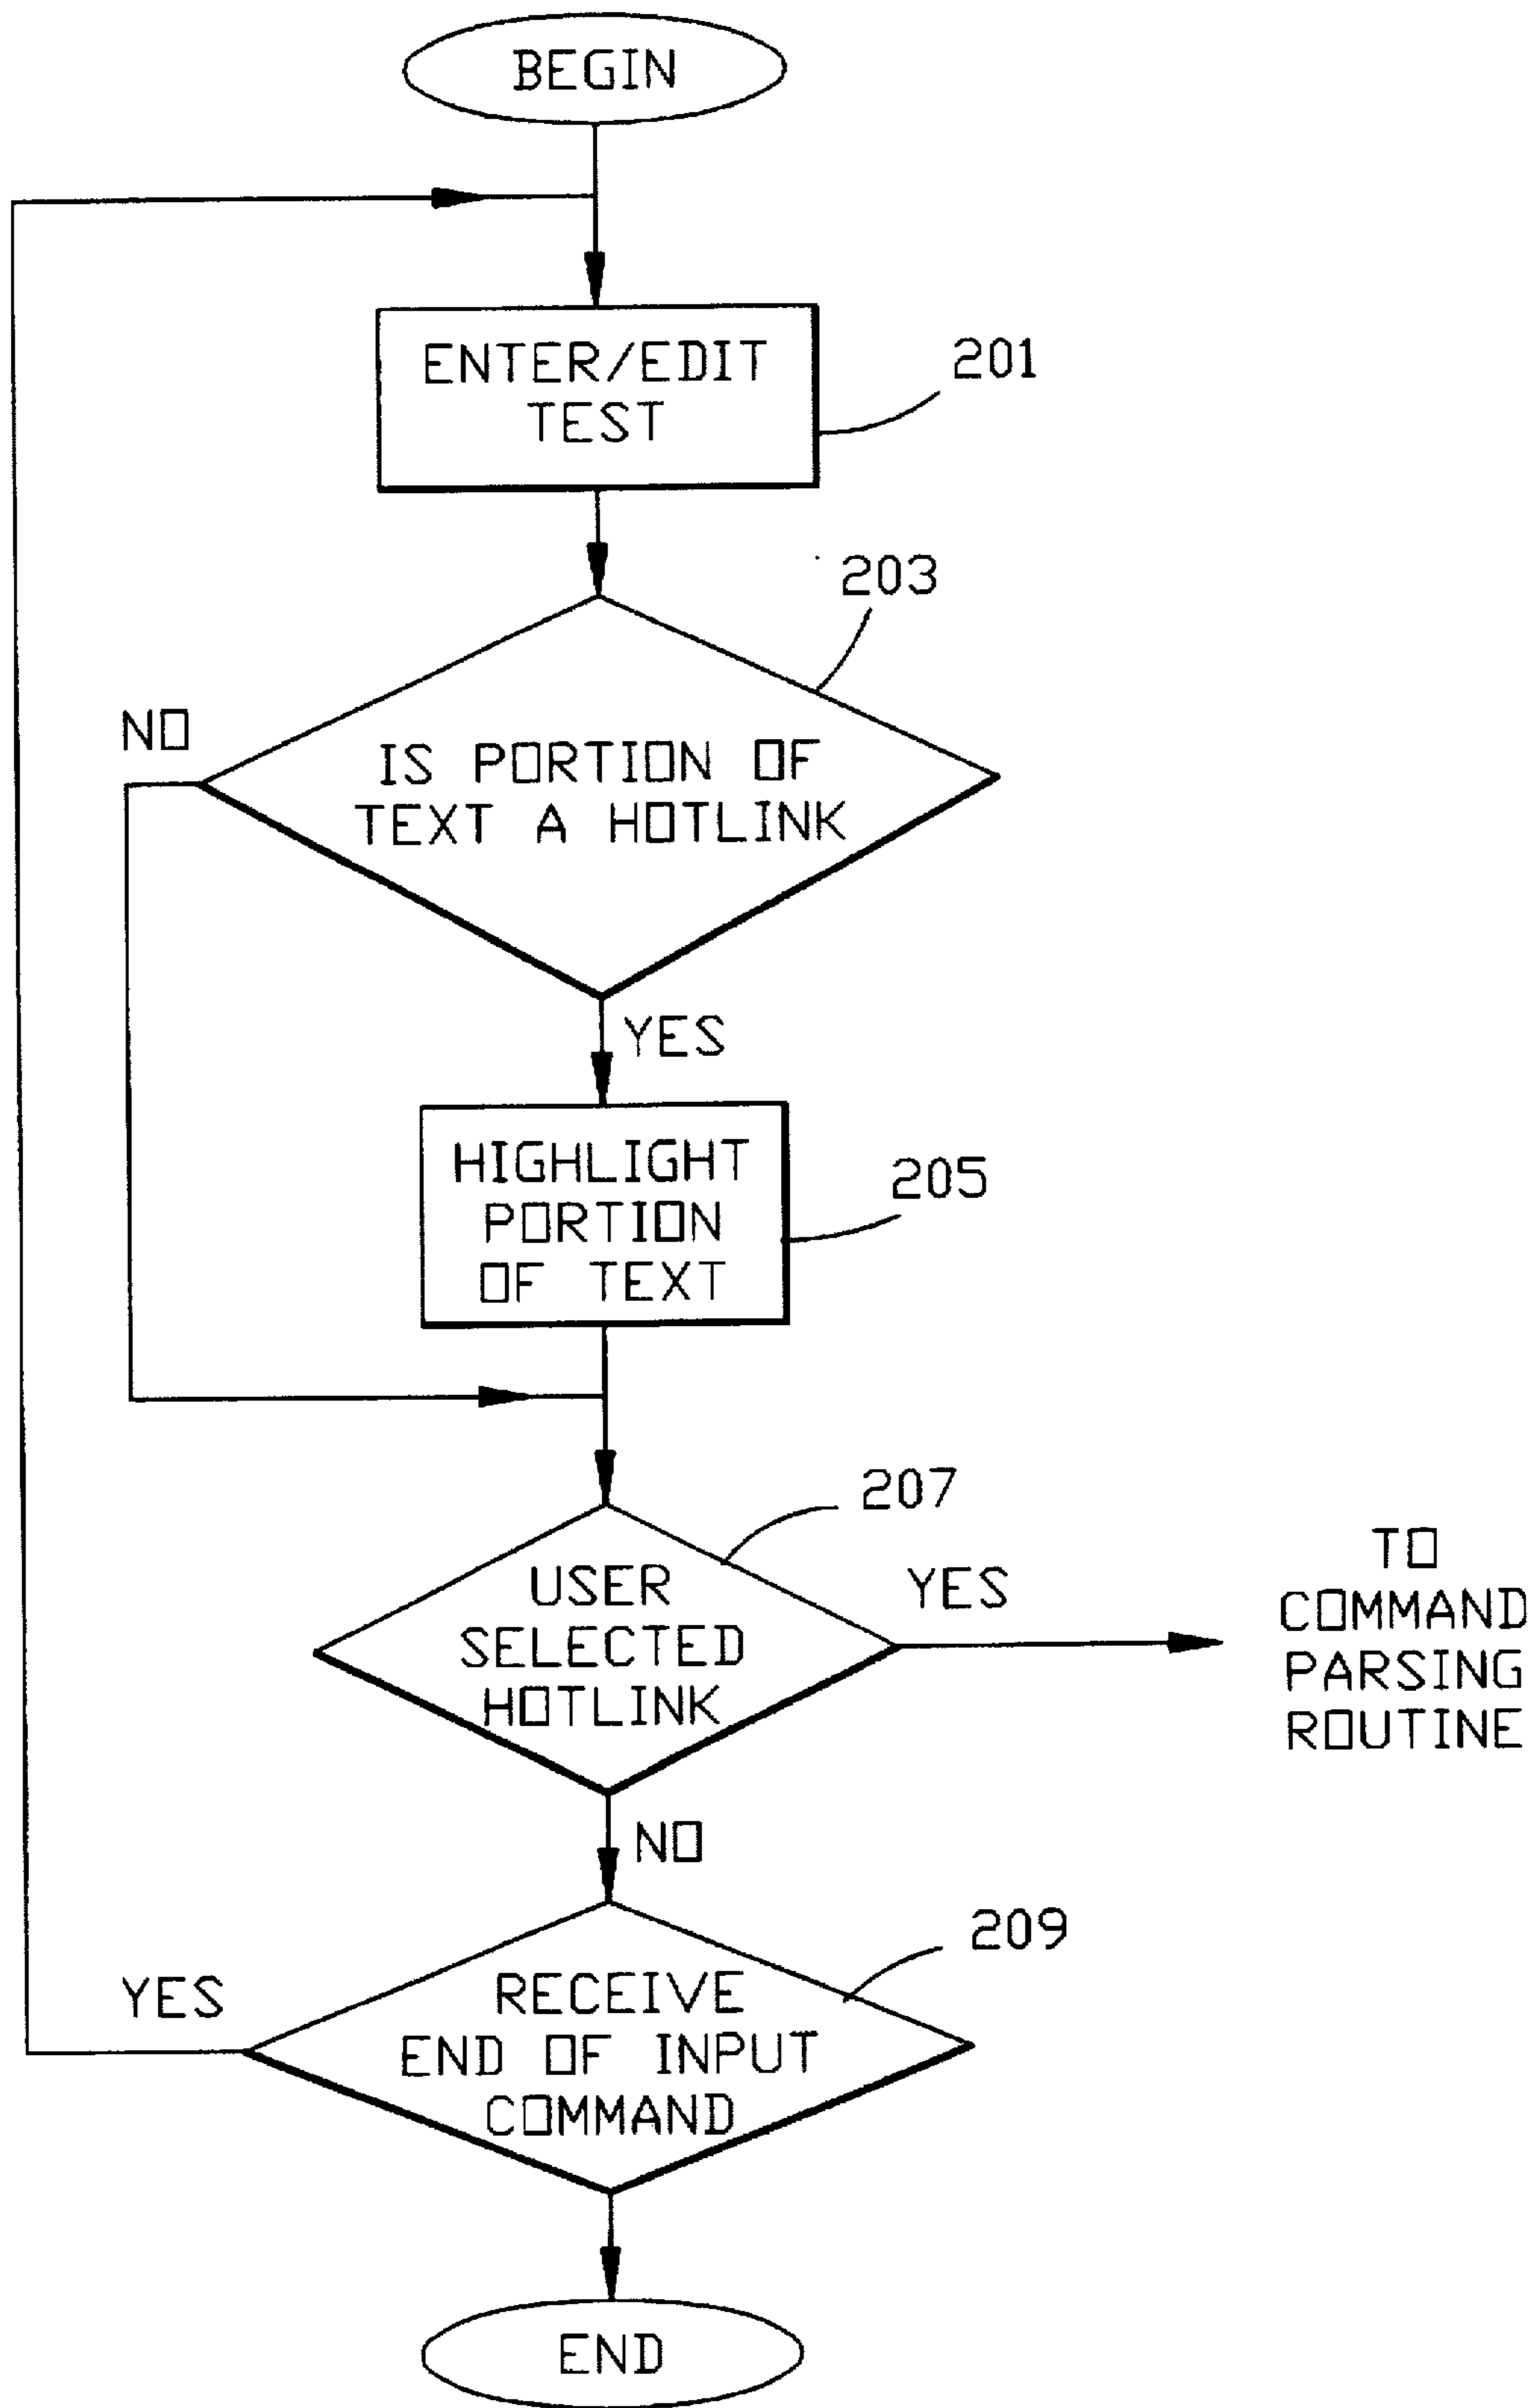 BEGIN
ENTER/EDIT
TEST
201
203
NO
IS PORTION OF
TEXT A HOTLINK
YES
HIGHLIGHT
PORTION
OF TEXT
205
207
USER
SELECTED
HOTLINK
YES
TO
COMMAND
PARSING
ROUTINE
NO
209
YES
RECEIVE
END OF INPUT
COMMAND
END